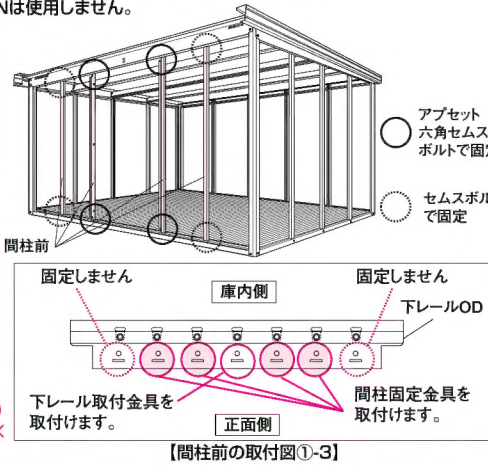 Nは使用しません。
アプセット
六角セムス
ボルトで固定
セムスボル
で固定
間柱前
固定しません
庫内側
固定しません
下レールOD
下レール取付金具を
取付けます。
間柱固定金具を
取付けます。
正面側
【間柱前の取付図①-3】